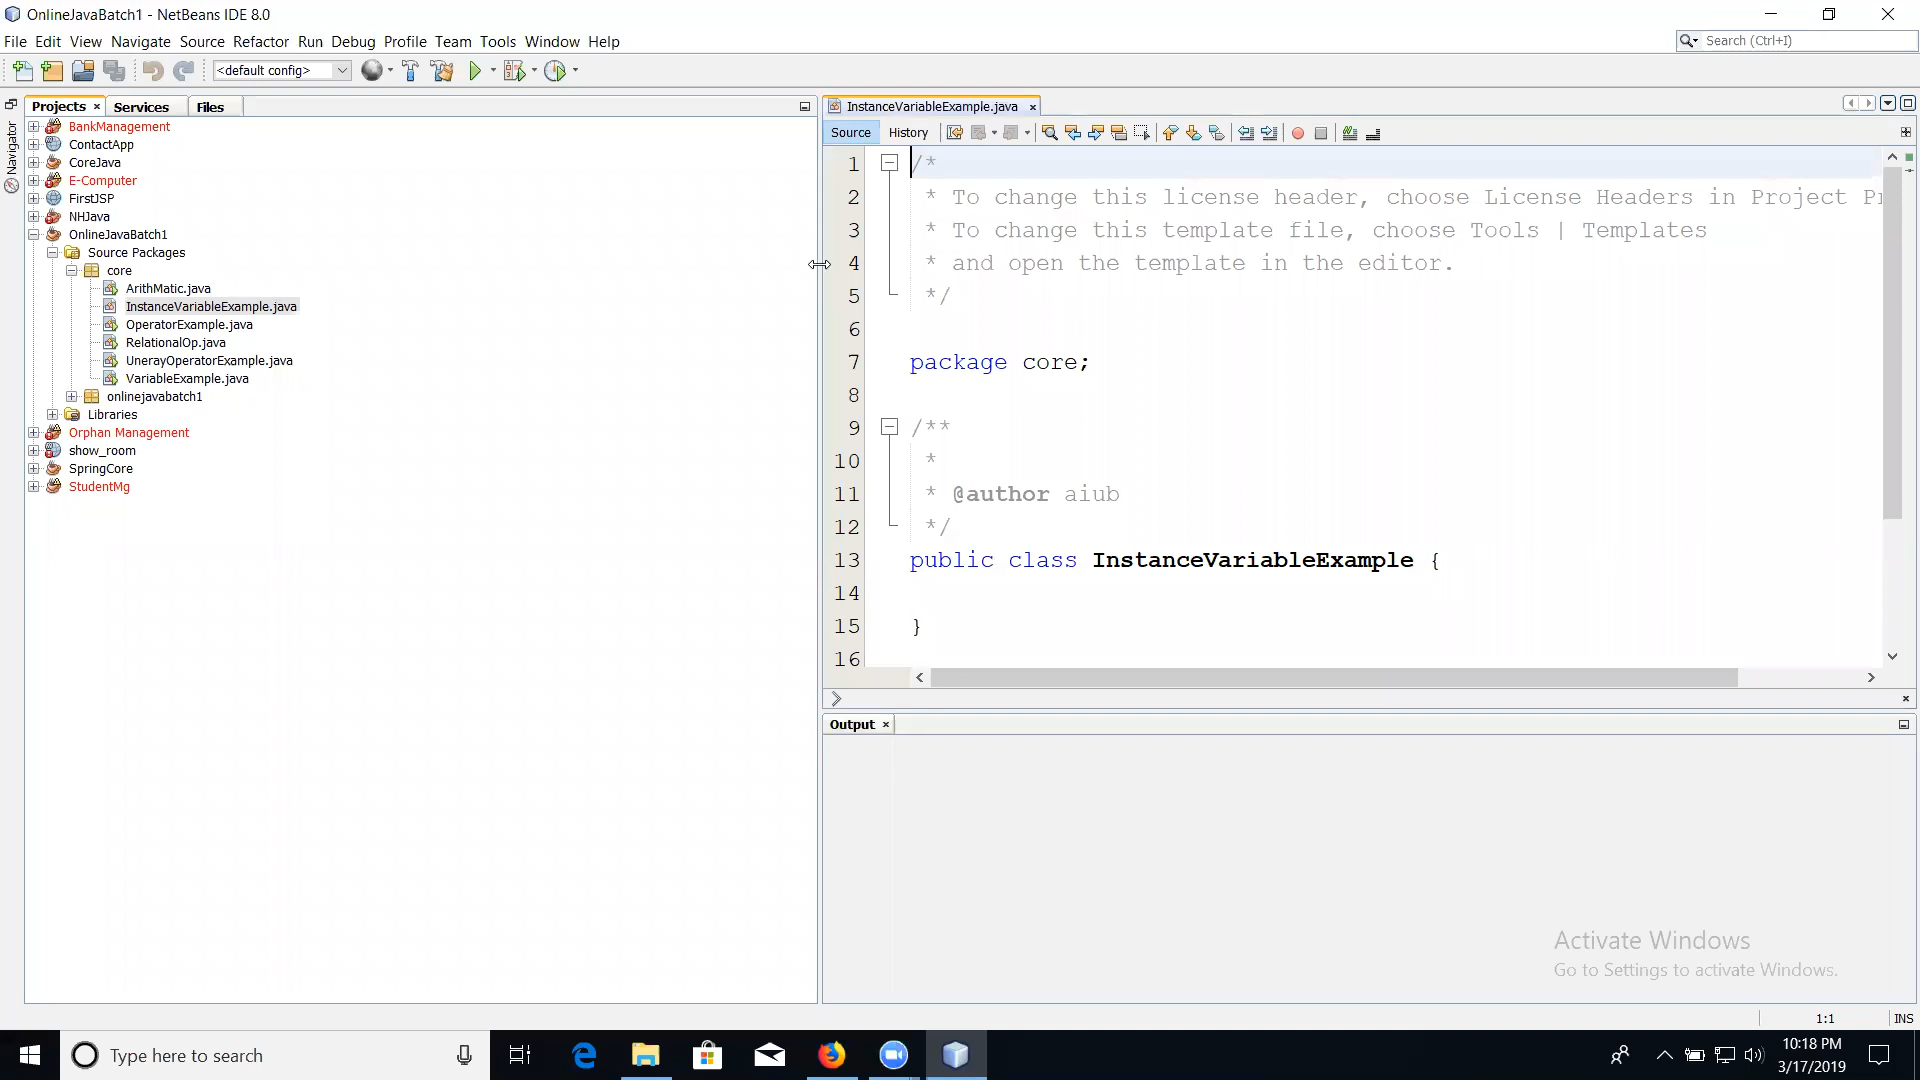 OnlineJavaBatch1 - NetBeans IDE 8.0
File Edit View Navigate Source Refactor Run Debug Profile Team Tools Window Help
Search (Ctrl+I)
<default config>
Projects Services Files
Navigator
BankManagement
ContactApp
CoreJava
E-Computer
FirstJSP
NHJava
OnlineJavaBatch1
Source Packages
core
ArithMatic.java
InstanceVariableExample.java
OperatorExample.java
RelationalOp.java
UnerayOperatorExample.java
VariableExample.java
onlinejavabatch1
Libraries
Orphan Management
show_room
SpringCore
StudentMg
InstanceVariableExample.java
Source History
1 /*
2 * To change this license header, choose License Headers in Project Pr
3 * To change this template file, choose Tools | Templates
4 * and open the template in the editor.
5 */
6
7 package core;
8
9 /**
10 *
11 * @author aiub
12 */
13 public class InstanceVariableExample {
14
15 }
16
Output
Activate Windows
Go to Settings to activate Windows.
1:1 INS
Type here to search
10:18 PM
3/17/2019